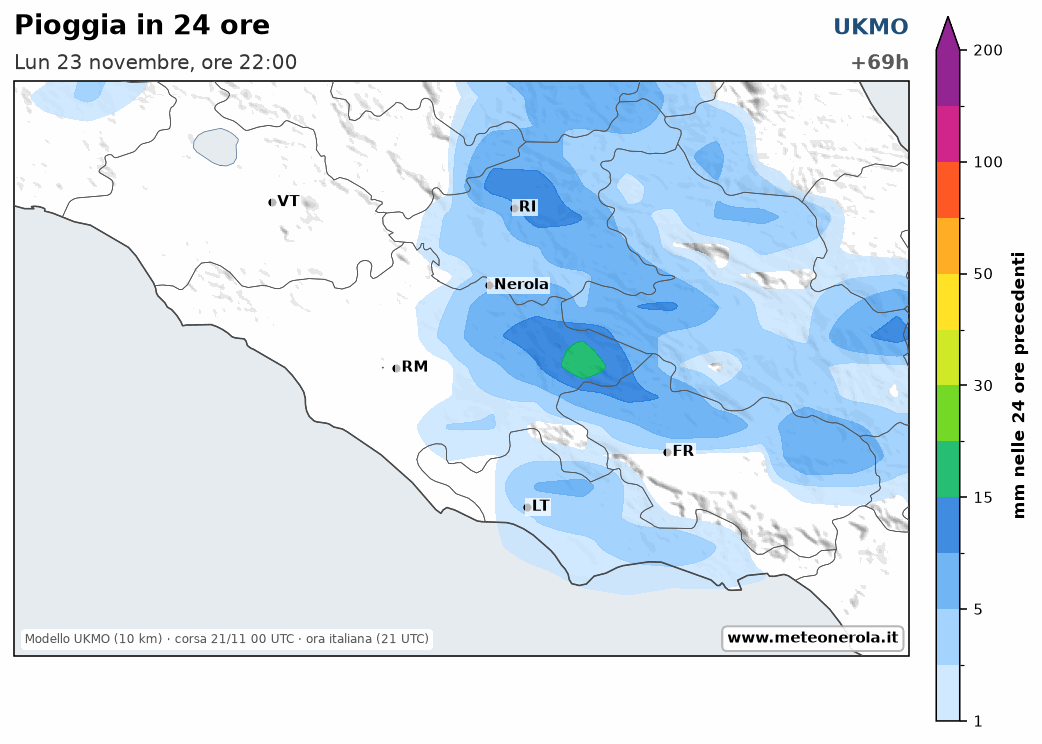 Pioggia in 24 ore
UKMO
Lun 23 novembre, ore 22:00
+69h
200
100
50
30
15
5
1
mm nelle 24 ore precedenti
VT
RI
Nerola
RM
FR
LT
Modello UKMO (10 km) · corsa 21/11 00 UTC · ora italiana (21 UTC)
www.meteonerola.it